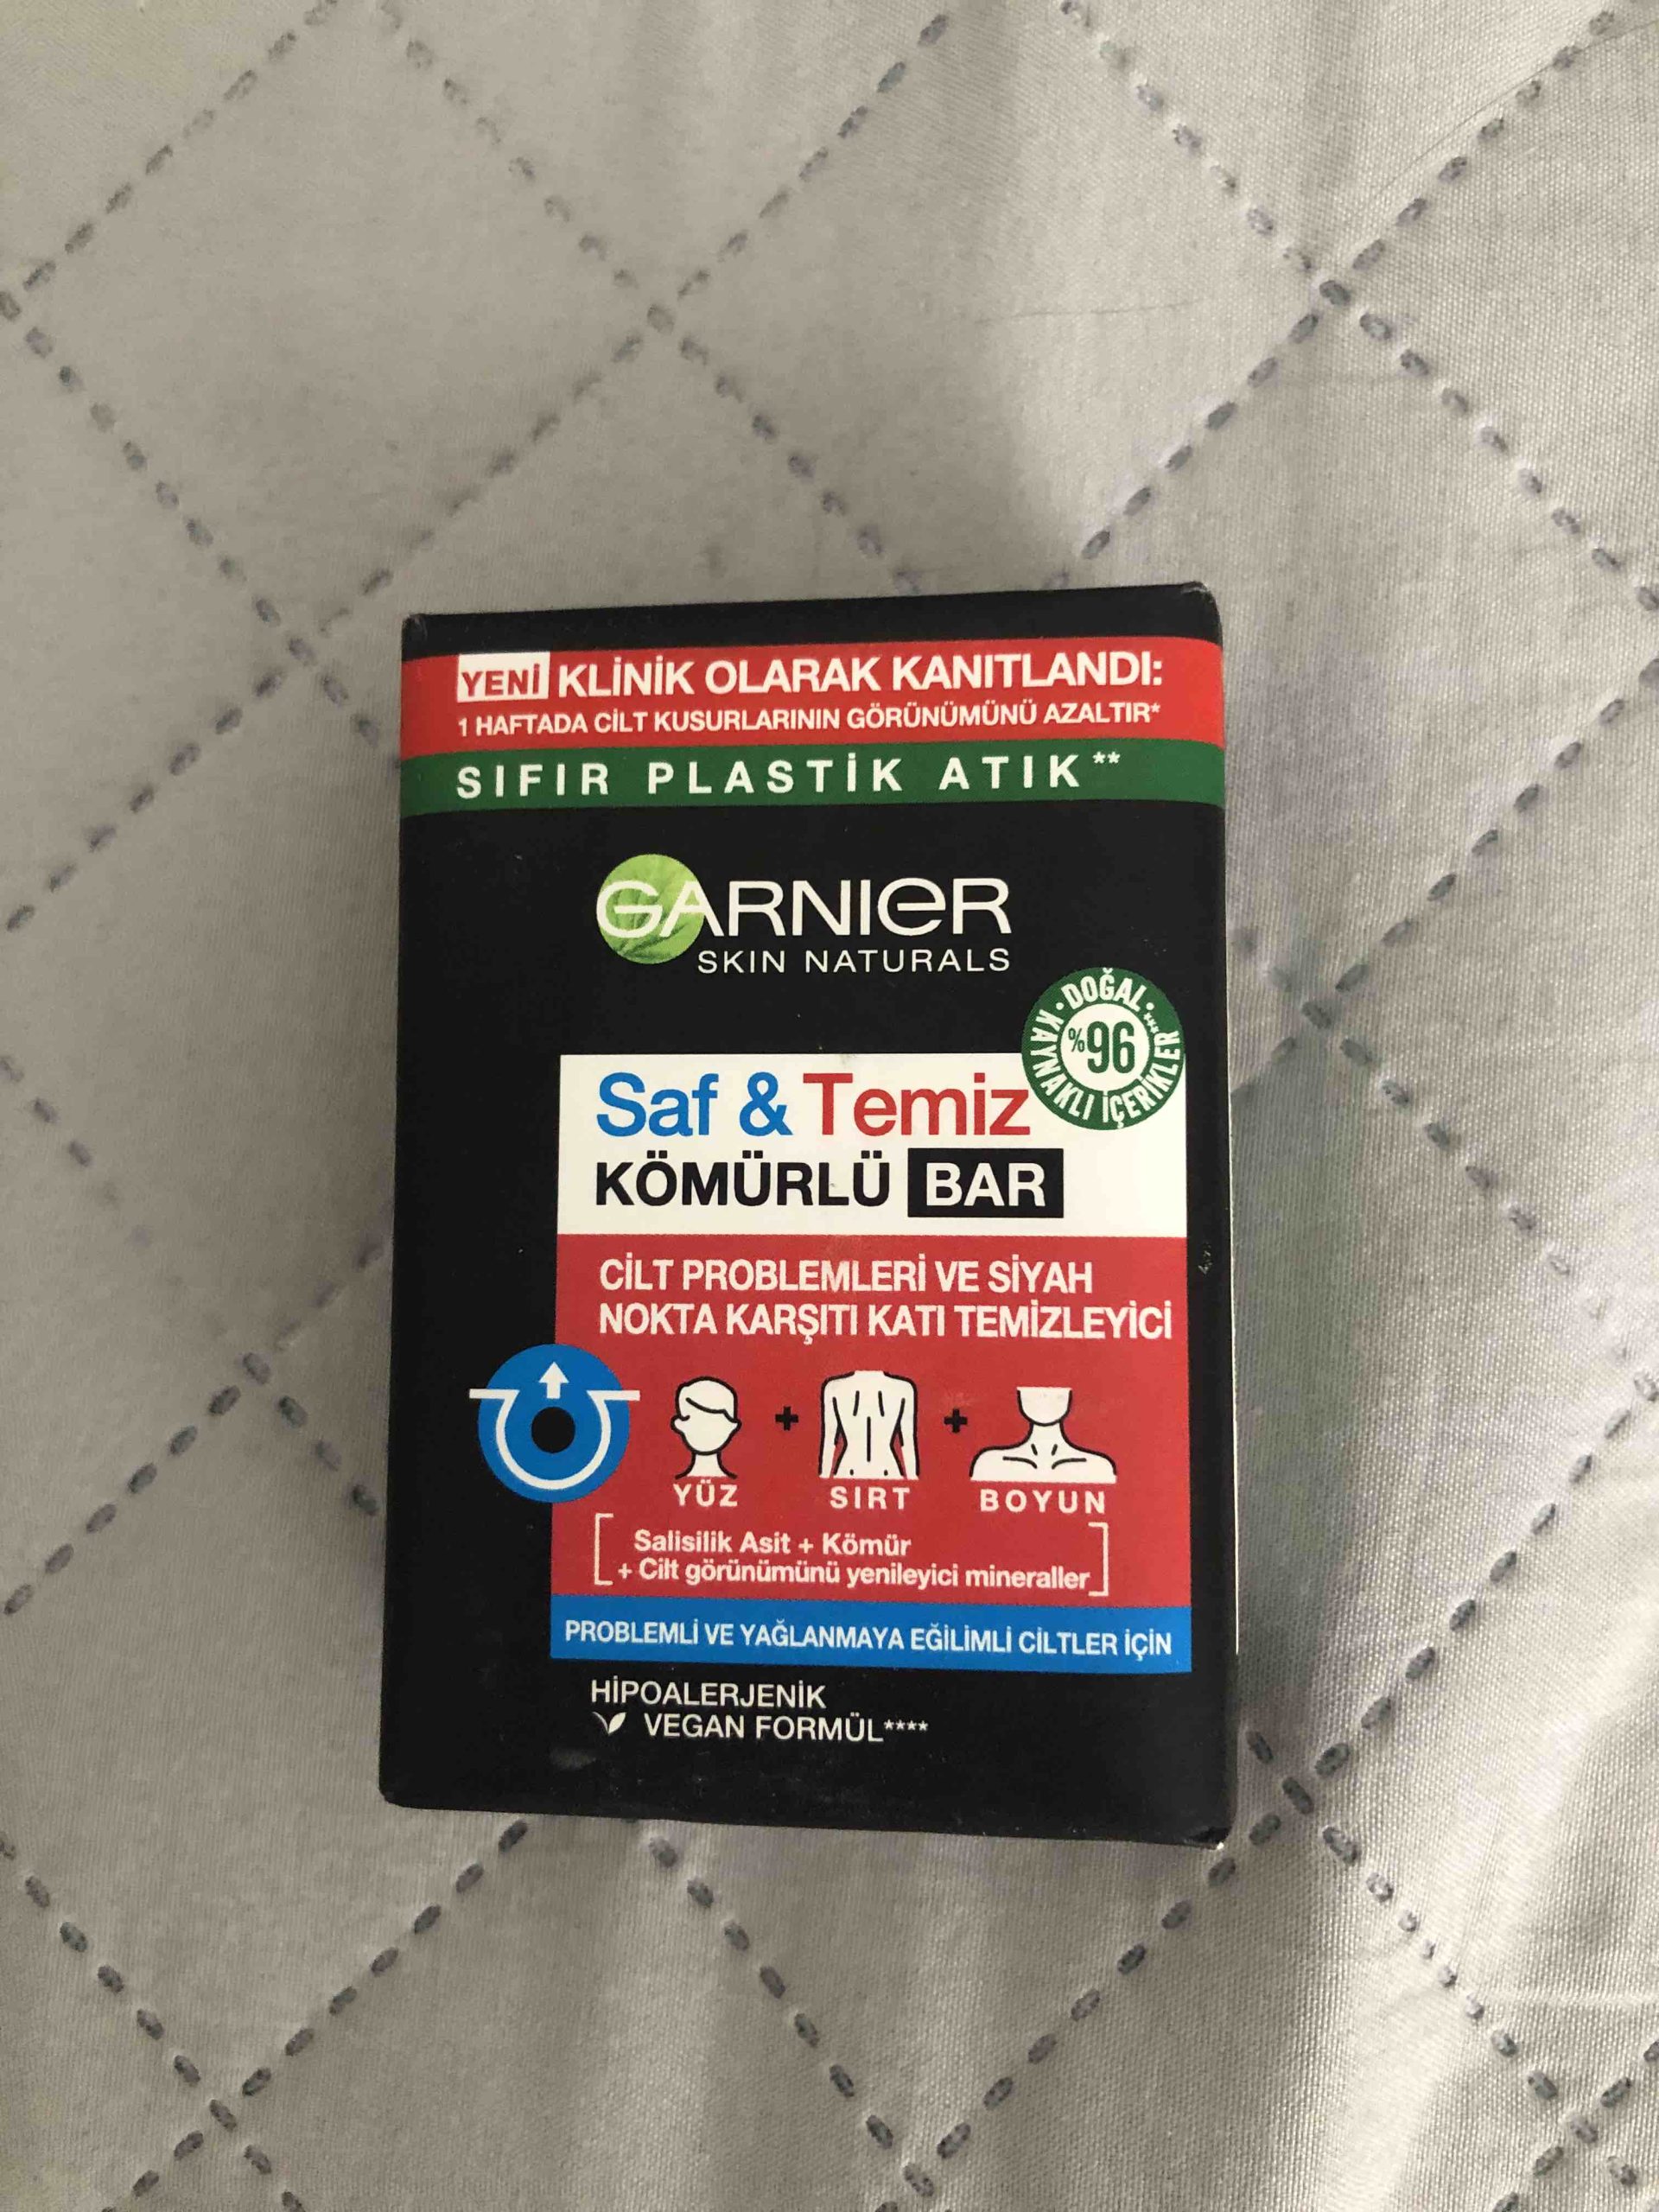 YENİ KLİNİK OLARAK KANITLANDI:
1 HAFTADA CİLT KUSURLARININ GÖRÜNÜMÜNÜ AZALTIR*
SIFIR PLASTİK ATIK**
GARNIER
SKIN NATURALS
• DOĞAL •
%96
KAYNAKLI İÇERİKLER***
Saf & Temiz
KÖMÜRLÜ BAR
CİLT PROBLEMLERİ VE SİYAH
NOKTA KARŞITI KATI TEMİZLEYİCİ
YÜZ + SIRT + BOYUN
[Salisilik Asit + Kömür
+ Cilt görünümünü yenileyici mineraller]
PROBLEMLİ VE YAĞLANMAYA EĞİLİMLİ CİLTLER İÇİN
HİPOALERJENİK
VEGAN FORMÜL****